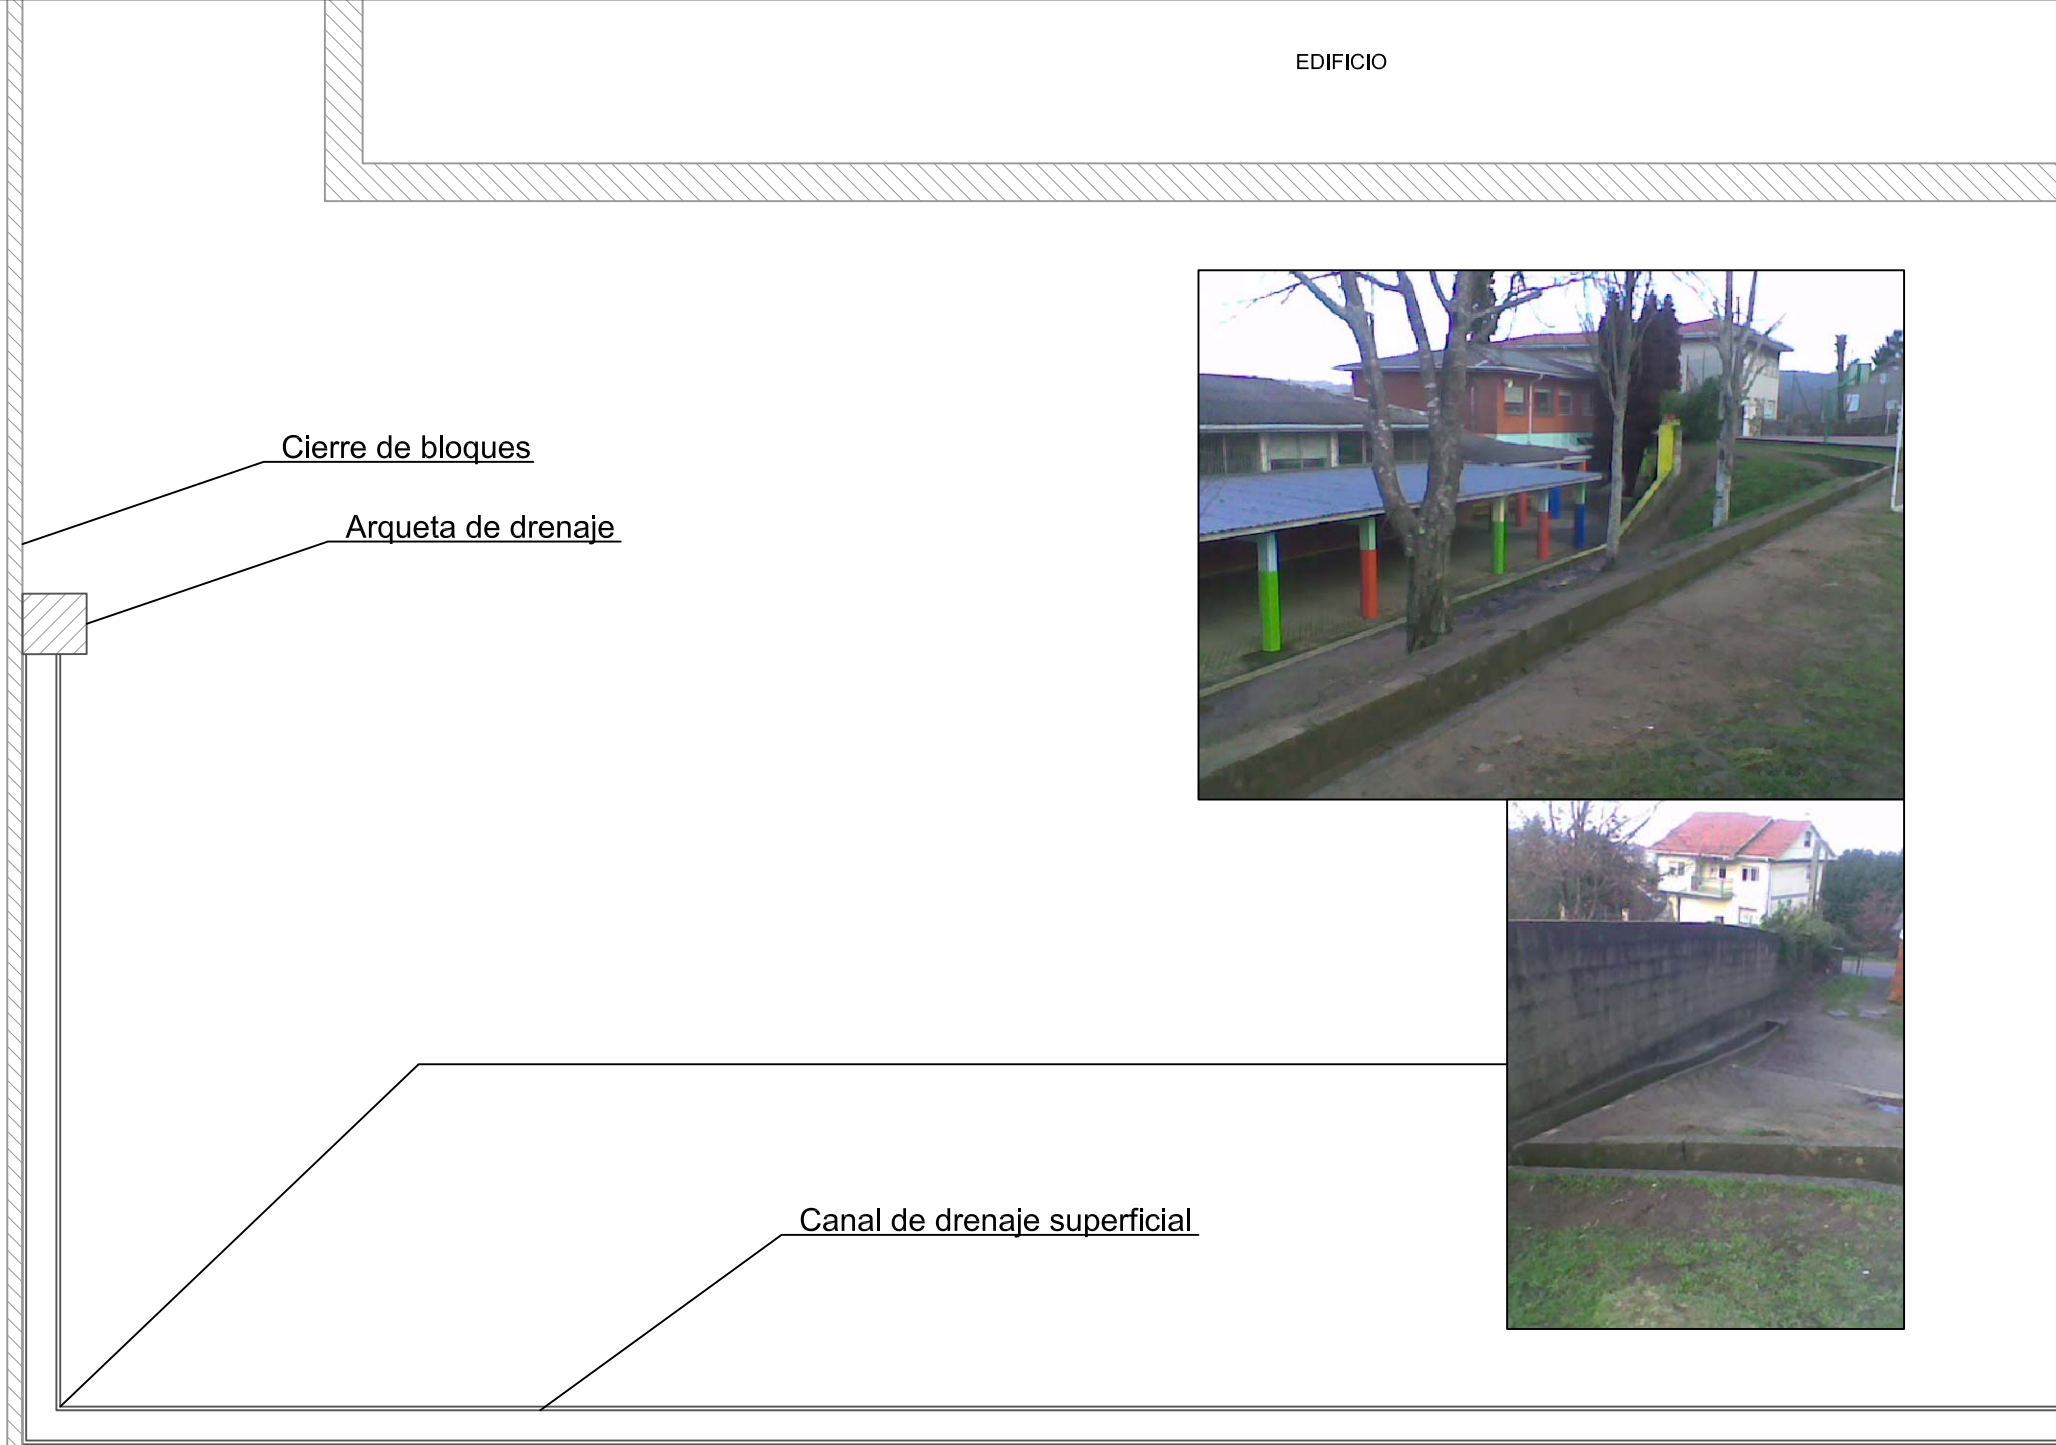 EDIFICIO
Cierre de bloques
Arqueta de drenaje
Canal de drenaje superficial